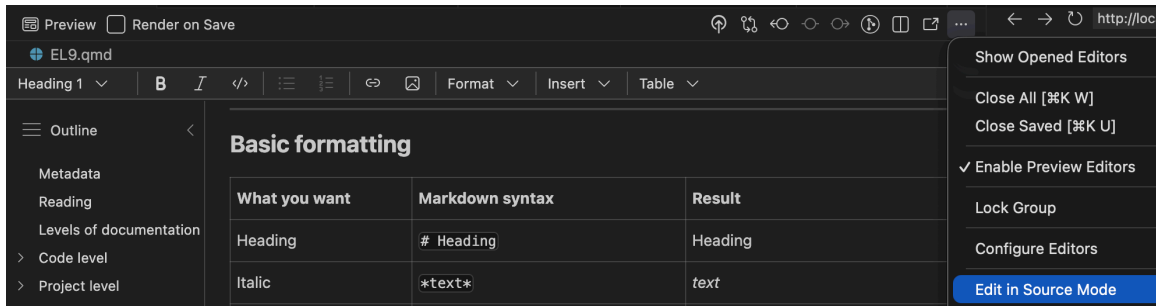 Preview Render on Save http://loc
EL9.qmd
Heading 1 B I </> Format Insert Table
Outline
Metadata
Reading
Levels of documentation
Code level
Project level
Basic formatting
What you want Markdown syntax Result
Heading # Heading Heading
Italic *text* text
Show Opened Editors
Close All [⌘K W]
Close Saved [⌘K U]
Enable Preview Editors
Lock Group
Configure Editors
Edit in Source Mode